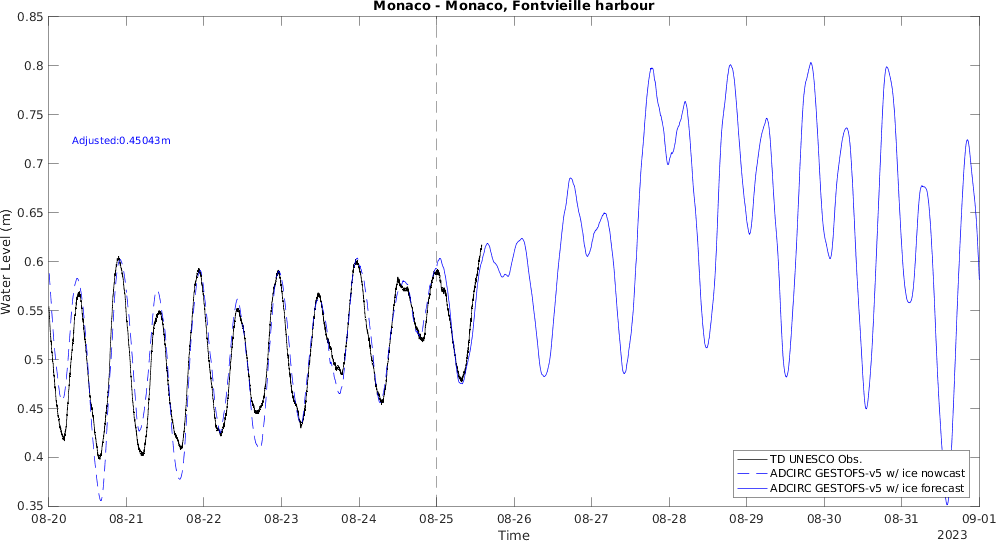 Monaco - Monaco, Fontvieille harbour
0.85
0.8
0.75
0.7
0.65
0.6
0.55
0.5
0.45
0.4
0.35
Water Level (m)
Adjusted:0.45043m
TD UNESCO Obs.
ADCIRC GESTOFS-v5 w/ ice nowcast
ADCIRC GESTOFS-v5 w/ ice forecast
08-20 08-21 08-22 08-23 08-24 08-25 08-26 08-27 08-28 08-29 08-30 08-31 09-01
Time
2023